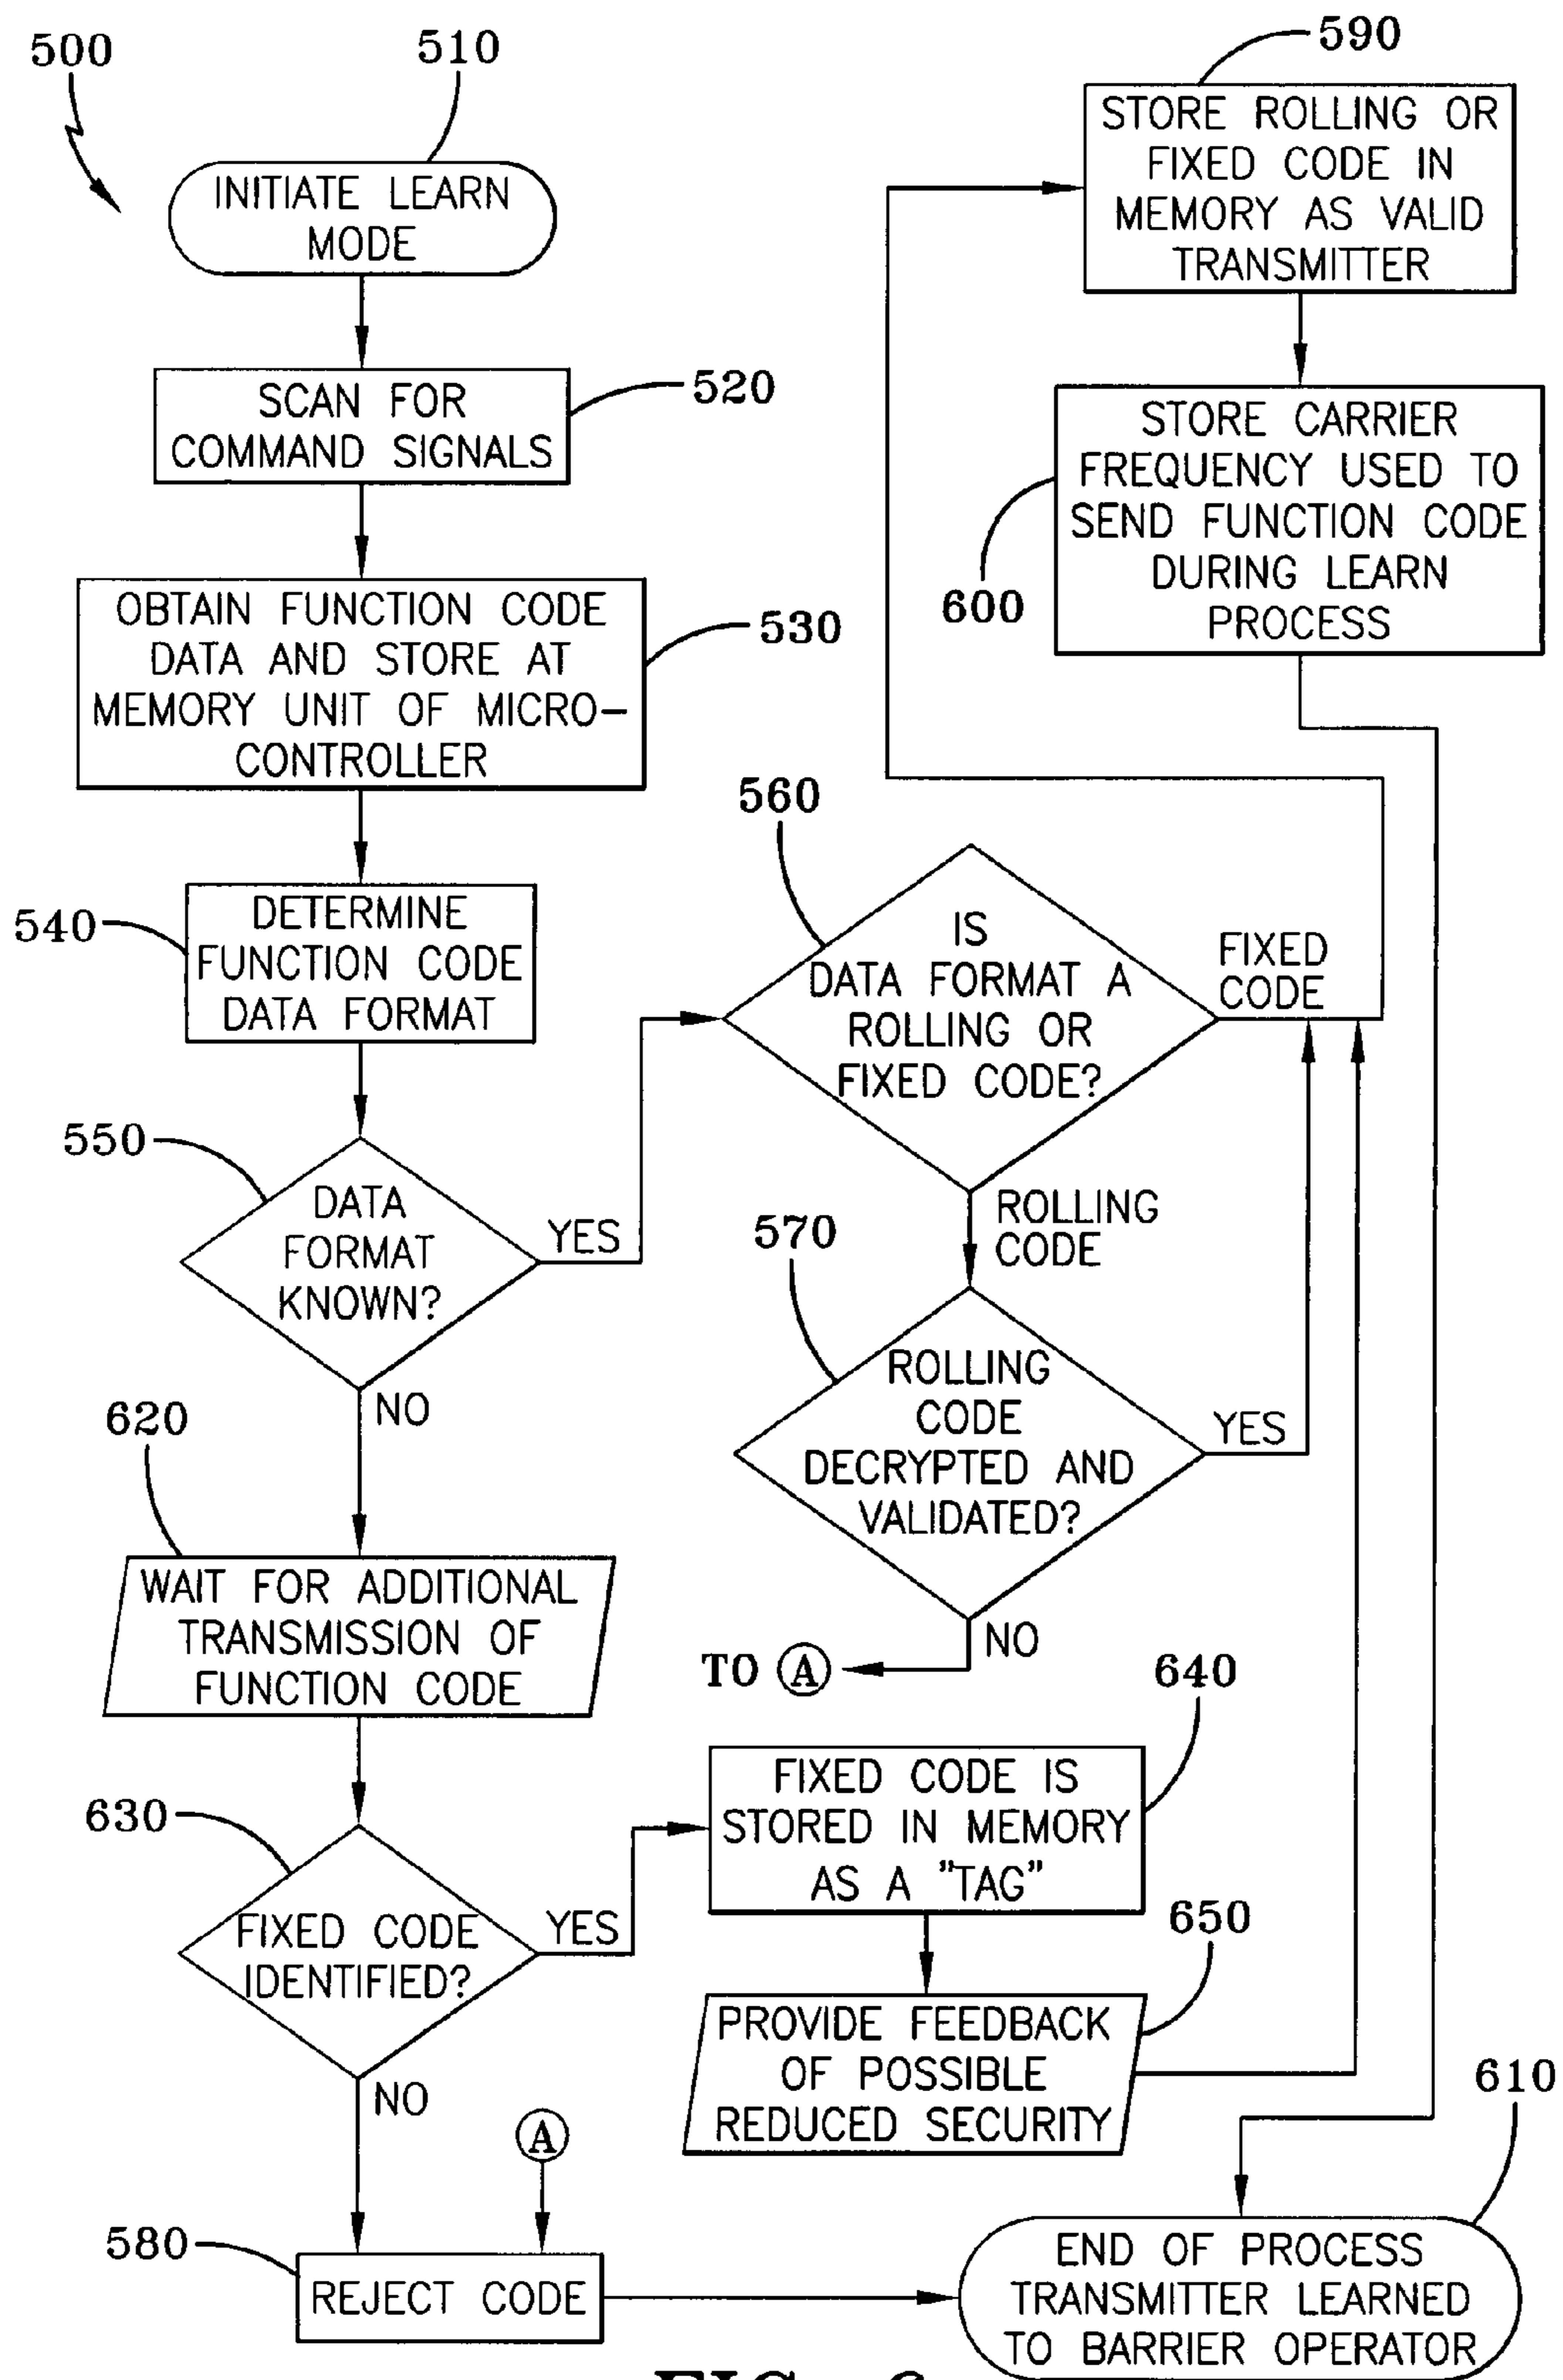 500
510
INITIATE LEARN
MODE
SCAN FOR
COMMAND SIGNALS
520
OBTAIN FUNCTION CODE
DATA AND STORE AT
MEMORY UNIT OF MICRO-
CONTROLLER
530
540
DETERMINE
FUNCTION CODE
DATA FORMAT
550
DATA
FORMAT
KNOWN?
YES
NO
620
WAIT FOR ADDITIONAL
TRANSMISSION OF
FUNCTION CODE
630
FIXED CODE
IDENTIFIED?
YES
NO
A
580
REJECT CODE
590
STORE ROLLING OR
FIXED CODE IN
MEMORY AS VALID
TRANSMITTER
STORE CARRIER
FREQUENCY USED TO
SEND FUNCTION CODE
DURING LEARN
PROCESS
600
560
IS
DATA FORMAT A
ROLLING OR
FIXED CODE?
FIXED
CODE
ROLLING
CODE
570
ROLLING
CODE
DECRYPTED AND
VALIDATED?
YES
NO
TO A
640
FIXED CODE IS
STORED IN MEMORY
AS A "TAG"
650
PROVIDE FEEDBACK
OF POSSIBLE
REDUCED SECURITY
610
END OF PROCESS
TRANSMITTER LEARNED
TO BARRIER OPERATOR